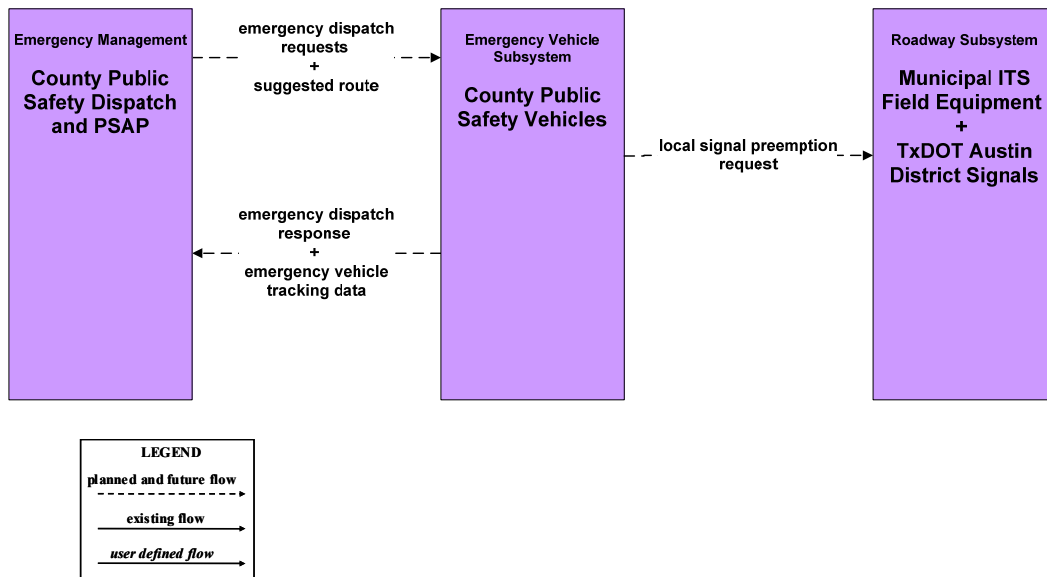 Emergency Management
County Public
Safety Dispatch
and PSAP
emergency dispatch
requests
+
suggested route
emergency dispatch
response
+
emergency vehicle
tracking data
Emergency Vehicle
Subsystem
County Public
Safety Vehicles
local signal preemption
request
Roadway Subsystem
Municipal ITS
Field Equipment
+
TxDOT Austin
District Signals
LEGEND
planned and future flow
existing flow
user defined flow